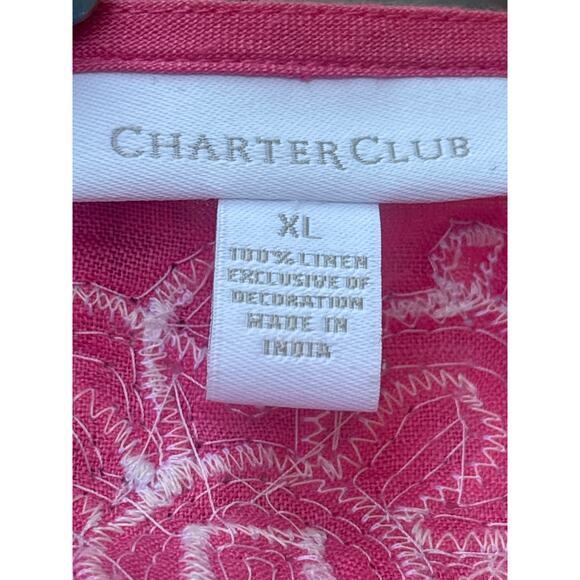 CHARTER CLUB
XL
100% LINEN
EXCLUSIVE OF
DECORATION
MADE IN
INDIA